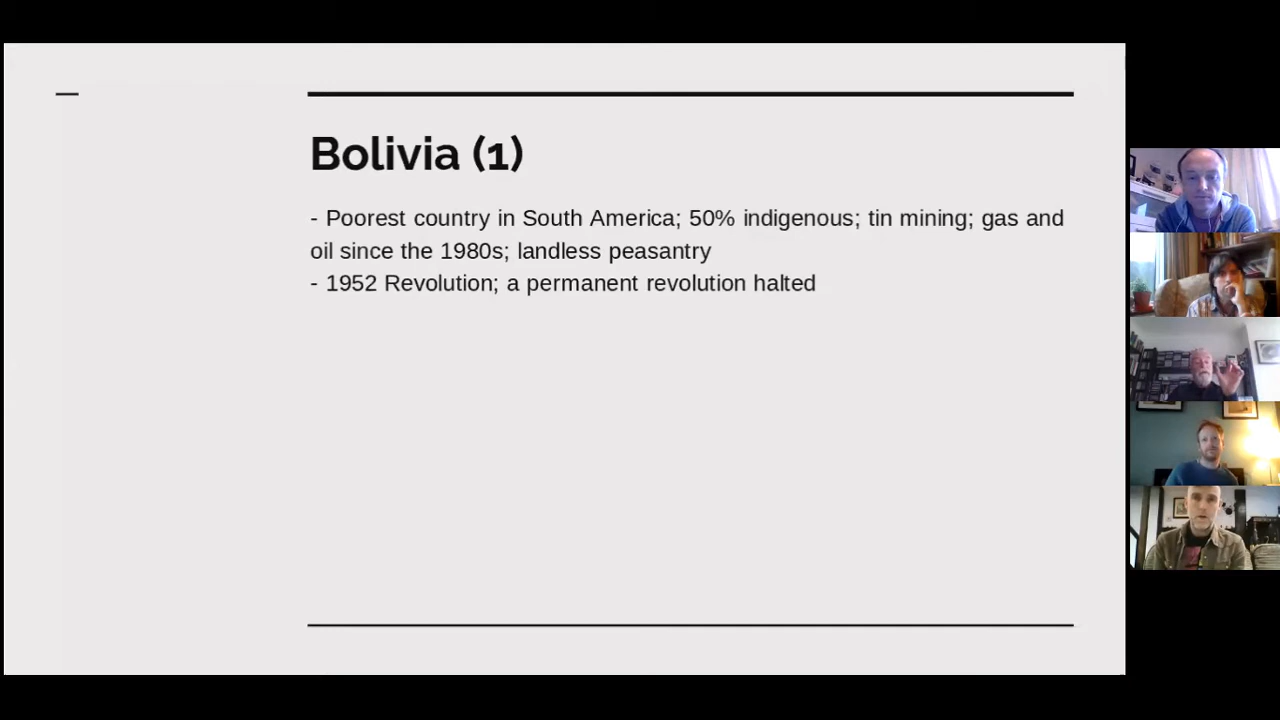 Bolivia (1)
- Poorest country in South America; 50% indigenous; tin mining; gas and
oil since the 1980s; landless peasantry
- 1952 Revolution; a permanent revolution halted